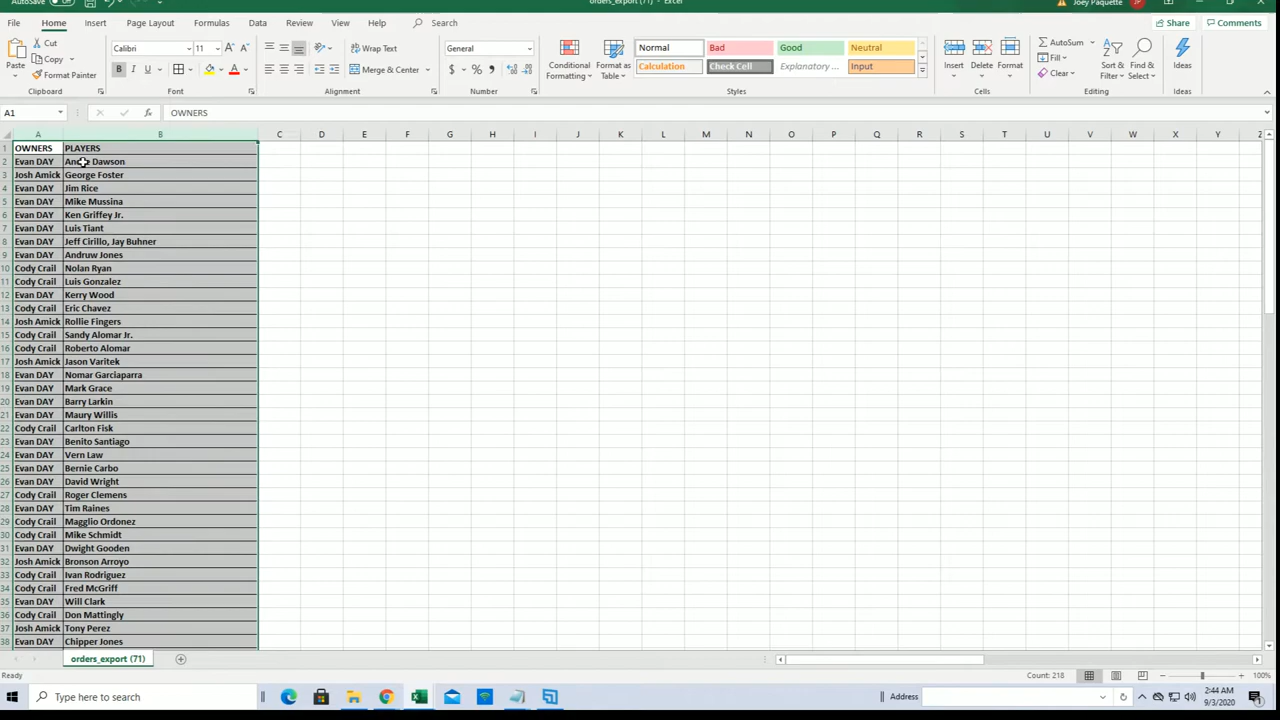 AutoSave Off orders_export (71) - Excel Joey Paquette JP
File Home Insert Page Layout Formulas Data Review View Help Search Share Comments
Paste Cut Copy Format Painter Clipboard
Calibri 11 B I U A Font
Wrap Text Merge & Center Alignment
General $ % Number
Conditional Formatting Format as Table
Normal Bad Good Neutral
Calculation Check Cell Explanatory ... Input
Styles
Insert Delete Format Cells
AutoSum Fill Clear Sort & Filter Find & Select Editing
Ideas Ideas
A1 fx OWNERS
A B C D E F G H I J K L M N O P Q R S T U V W X Y Z
1 OWNERS PLAYERS
2 Evan DAY Andre Dawson
3 Josh Amick George Foster
4 Evan DAY Jim Rice
5 Evan DAY Mike Mussina
6 Evan DAY Ken Griffey Jr.
7 Evan DAY Luis Tiant
8 Evan DAY Jeff Cirillo, Jay Buhner
9 Evan DAY Andruw Jones
10 Cody Crail Nolan Ryan
11 Cody Crail Luis Gonzalez
12 Evan DAY Kerry Wood
13 Cody Crail Eric Chavez
14 Josh Amick Rollie Fingers
15 Cody Crail Sandy Alomar Jr.
16 Cody Crail Roberto Alomar
17 Josh Amick Jason Varitek
18 Evan DAY Nomar Garciaparra
19 Evan DAY Mark Grace
20 Evan DAY Barry Larkin
21 Evan DAY Maury Willis
22 Cody Crail Carlton Fisk
23 Evan DAY Benito Santiago
24 Evan DAY Vern Law
25 Evan DAY Bernie Carbo
26 Evan DAY David Wright
27 Cody Crail Roger Clemens
28 Evan DAY Tim Raines
29 Cody Crail Magglio Ordonez
30 Cody Crail Mike Schmidt
31 Evan DAY Dwight Gooden
32 Josh Amick Bronson Arroyo
33 Cody Crail Ivan Rodriguez
34 Cody Crail Fred McGriff
35 Evan DAY Will Clark
36 Cody Crail Don Mattingly
37 Josh Amick Tony Perez
38 Evan DAY Chipper Jones
orders_export (71)
Ready Count: 218 100%
Type here to search Address 2:44 AM
9/3/2020